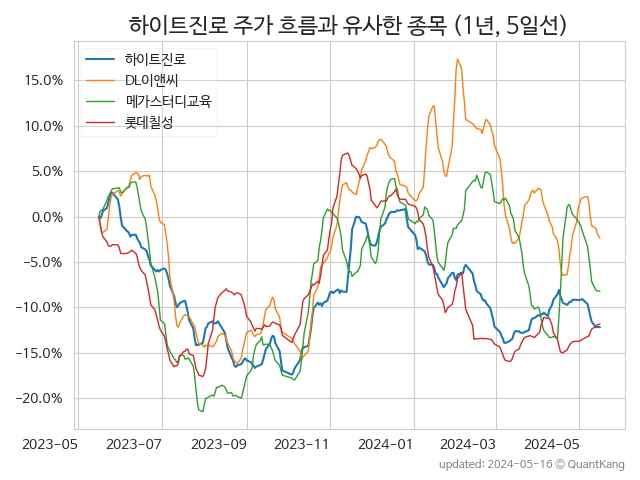 하이트진로 주가 흐름과 유사한 종목 (1년, 5일선)
하이트진로
DL이앤씨
메가스터디교육
롯데칠성
15.0%
10.0%
5.0%
0.0%
−5.0%
−10.0%
−15.0%
−20.0%
2023-05 2023-07 2023-09 2023-11 2024-01 2024-03 2024-05
updated: 2024-05-16 ⓒ QuantKang